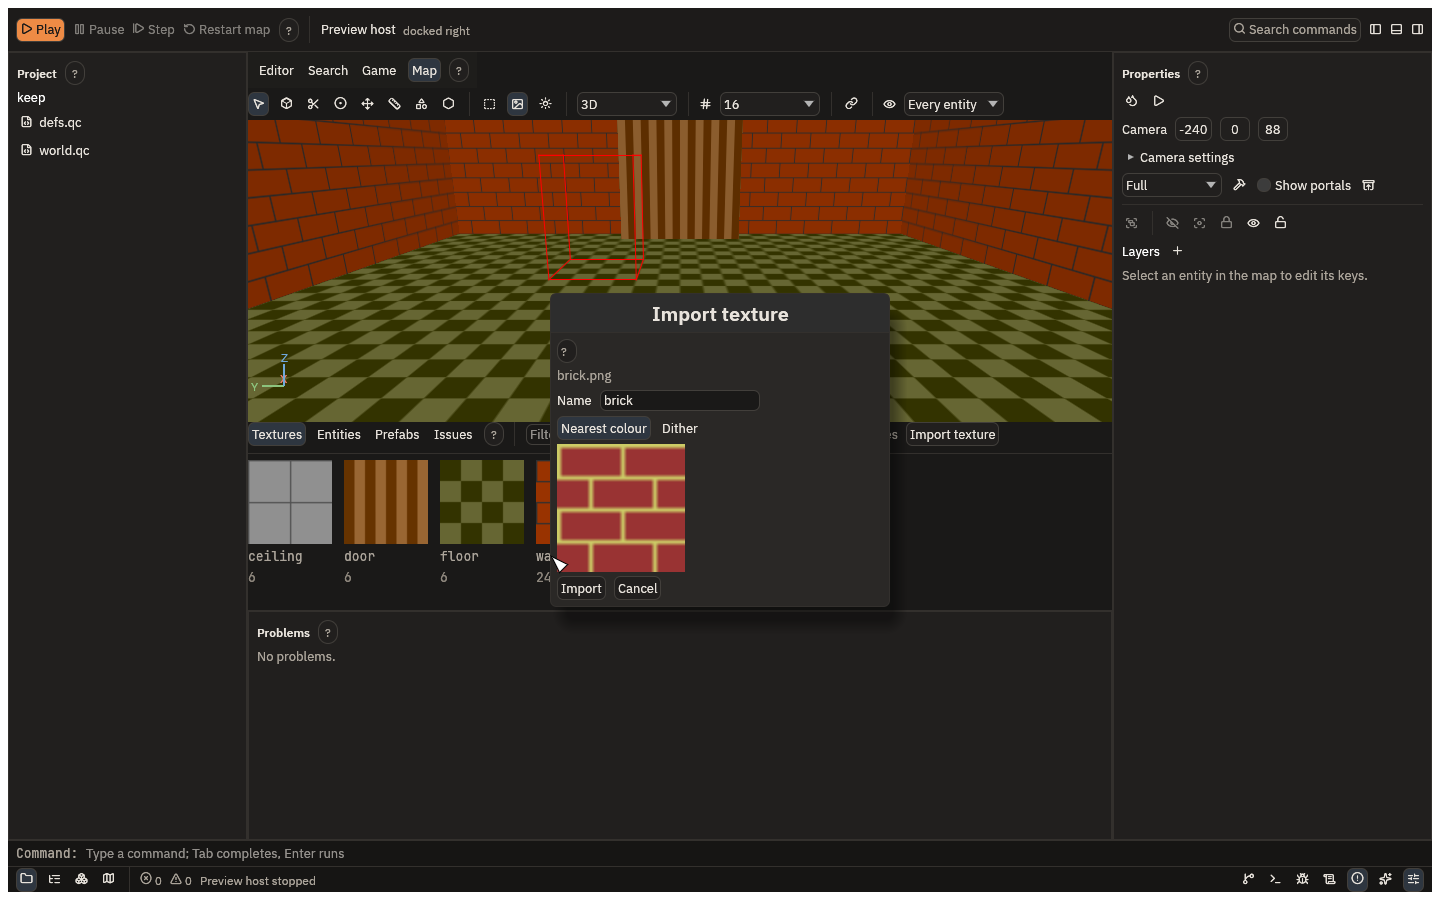 Play Pause Step Restart map ? Preview host docked right Search commands
Project ?
keep
defs.qc
world.qc
Editor Search Game Map ?
3D 16 Every entity
Z
Y X
Properties ?
Camera -240 0 88
Camera settings
Full Show portals
Layers +
Select an entity in the map to edit its keys.
Import texture
?
brick.png
Name brick
Nearest colour Dither
Import Cancel
Textures Entities Prefabs Issues ? Import texture
ceiling door floor
6 6 6 24
Problems ?
No problems.
Command: Type a command; Tab completes, Enter runs
0 0 Preview host stopped